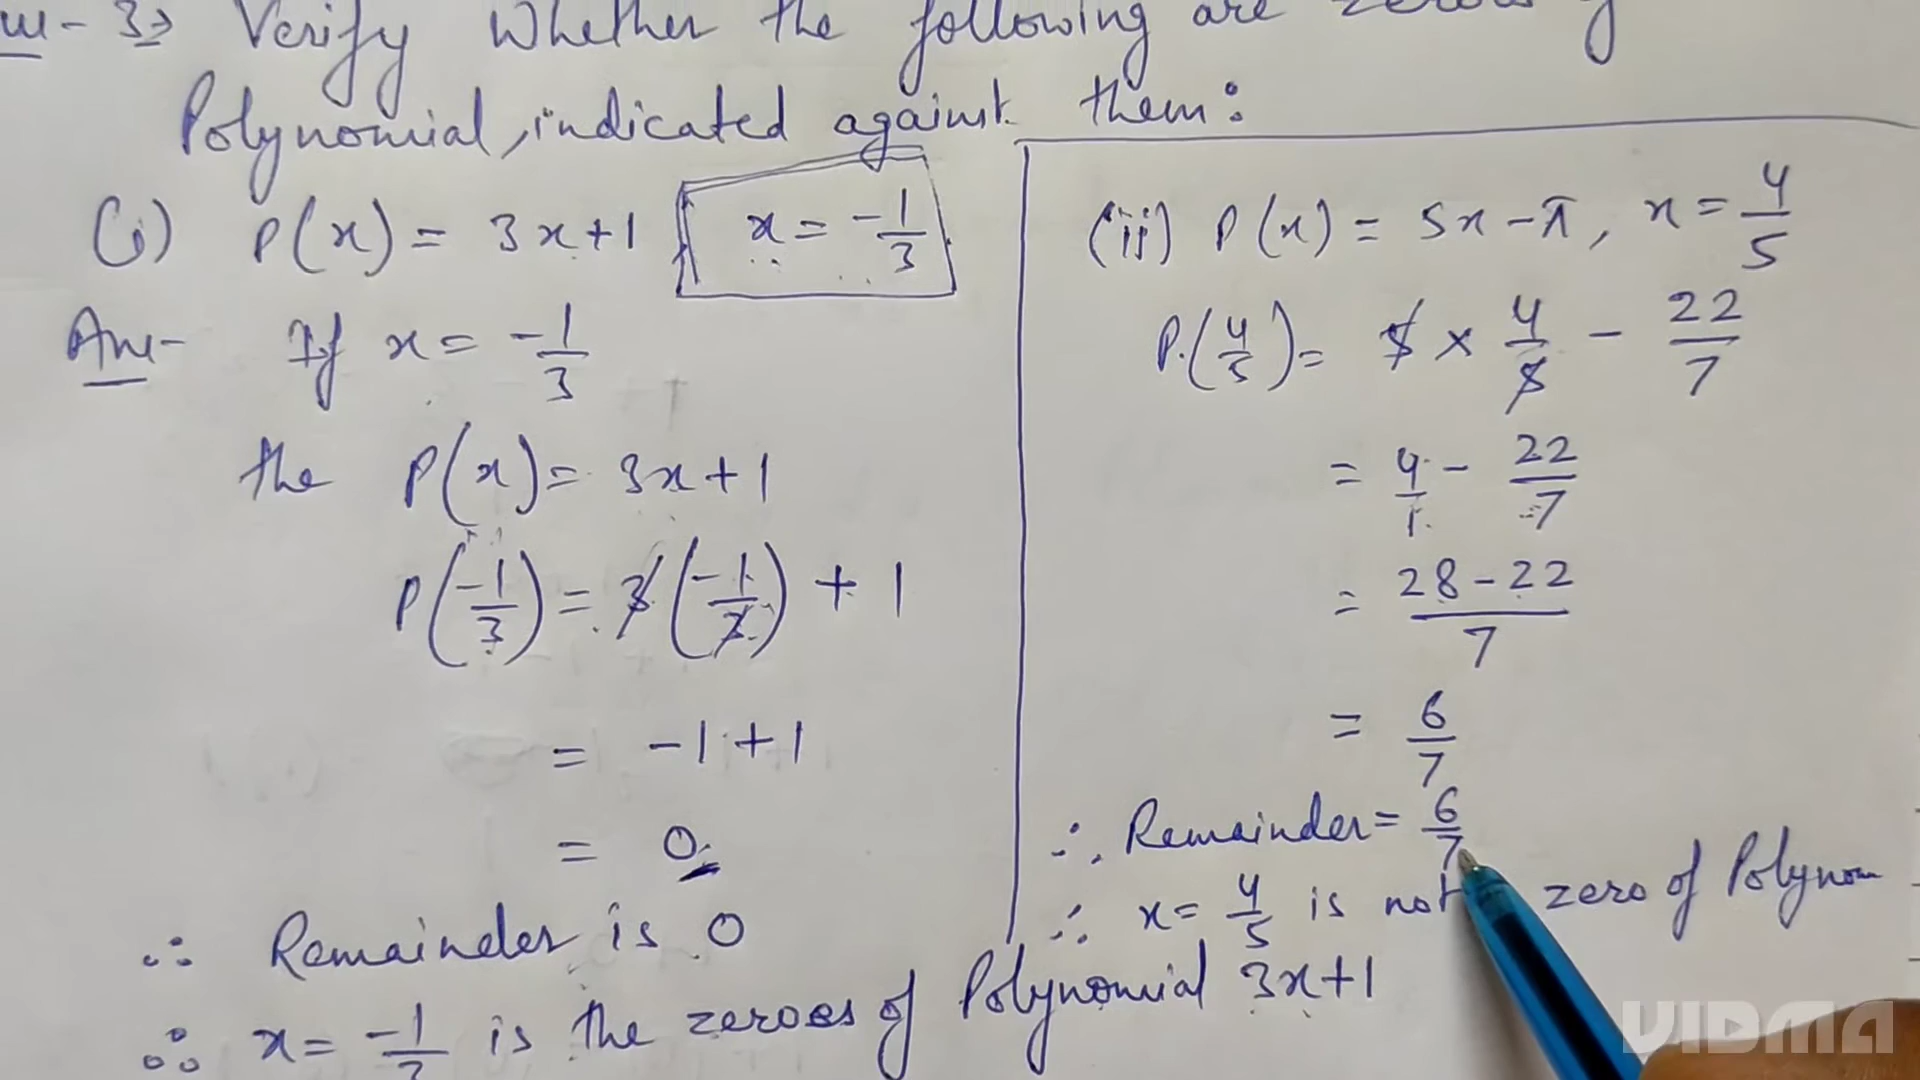 3) Verify Whether the following are zeroes of
Polynomial, indicated against them:
(i) P(x) = 3x+1 x = -1/3
Ans- If x = -1/3
the P(x) = 3x+1
P(-1/3) = 3(-1/3) + 1
= -1+1
= 0
∴ Remainder is 0
∴ x = -1/3 is the zeroes of Polynomial 3x+1
(ii) P(x) = 5x-π, x = 4/5
P(4/5) = 5 × 4/5 - 22/7
= 4/1 - 22/7
= 28-22/7
= 6/7
∴ Remainder = 6/7
∴ x = 4/5 is not zero of Polynom
VIDMA